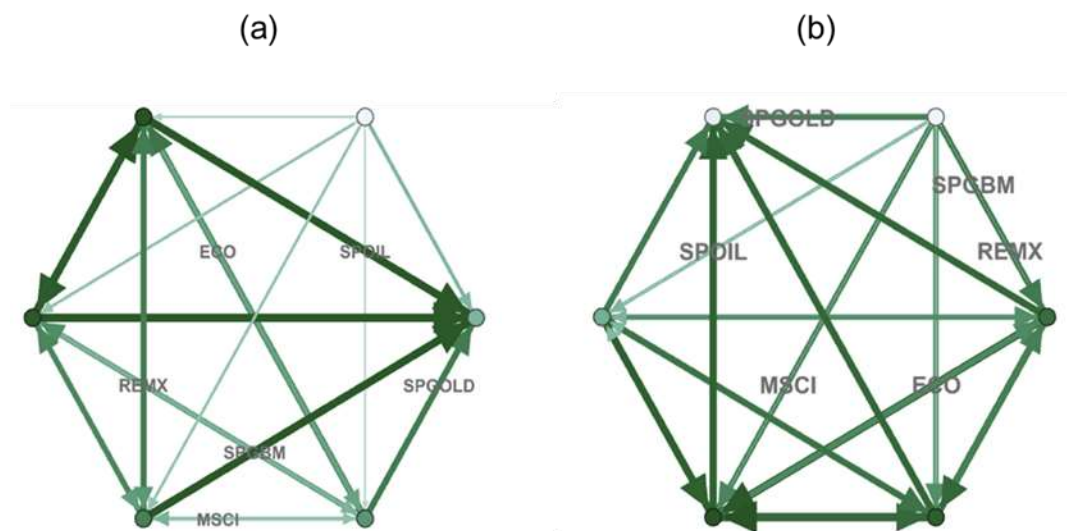 (a)
(b)
ECO
SPOIL
REMX
SPGOLD
SPGBM
MSCI
SPGOLD
SPGBM
SPOIL
REMX
MSCI
ECO